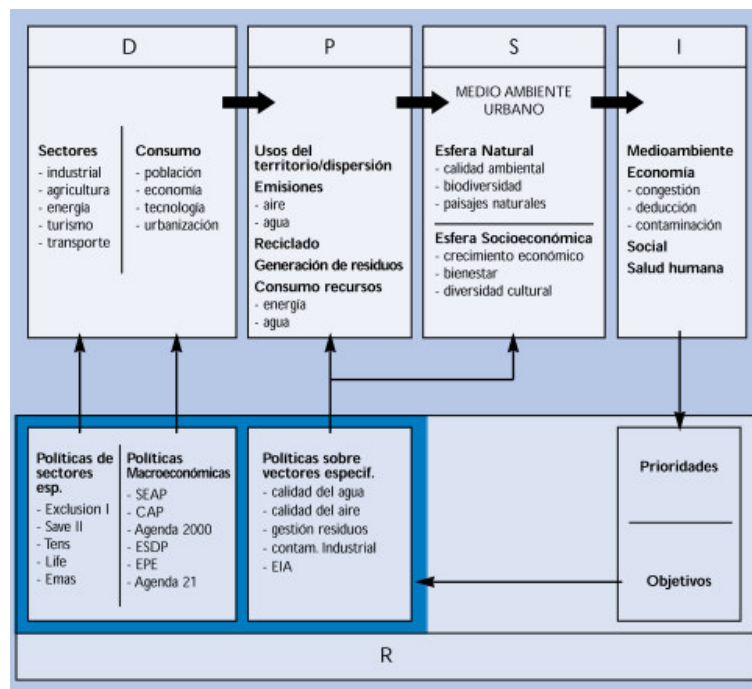 D
P
S
I
Sectores
- industrial
- agricultura
- energía
- turismo
- transporte
Consumo
- población
- economía
- tecnología
- urbanización
Usos del
territorio/dispersión
Emisiones
- aire
- agua
Reciclado
Generación de residuos
Consumo recursos
- energía
- agua
MEDIO AMBIENTE
URBANO
Esfera Natural
- calidad ambiental
- biodiversidad
- paisajes naturales
Esfera Socioeconómica
- crecimiento económico
- bienestar
- diversidad cultural
Medioambiente
Economía
- congestión
- deducción
- contaminación
Social
Salud humana
Políticas de
sectores
esp.
- Exclusion I
- Save II
- Tens
- Life
- Emas
Políticas
Macroeconómicas
- SEAP
- CAP
- Agenda 2000
- ESDP
- EPE
- Agenda 21
Políticas sobre
vectores especif.
- calidad del agua
- calidad del aire
- gestión residuos
- contam. Industrial
- EIA
Prioridades
Objetivos
R